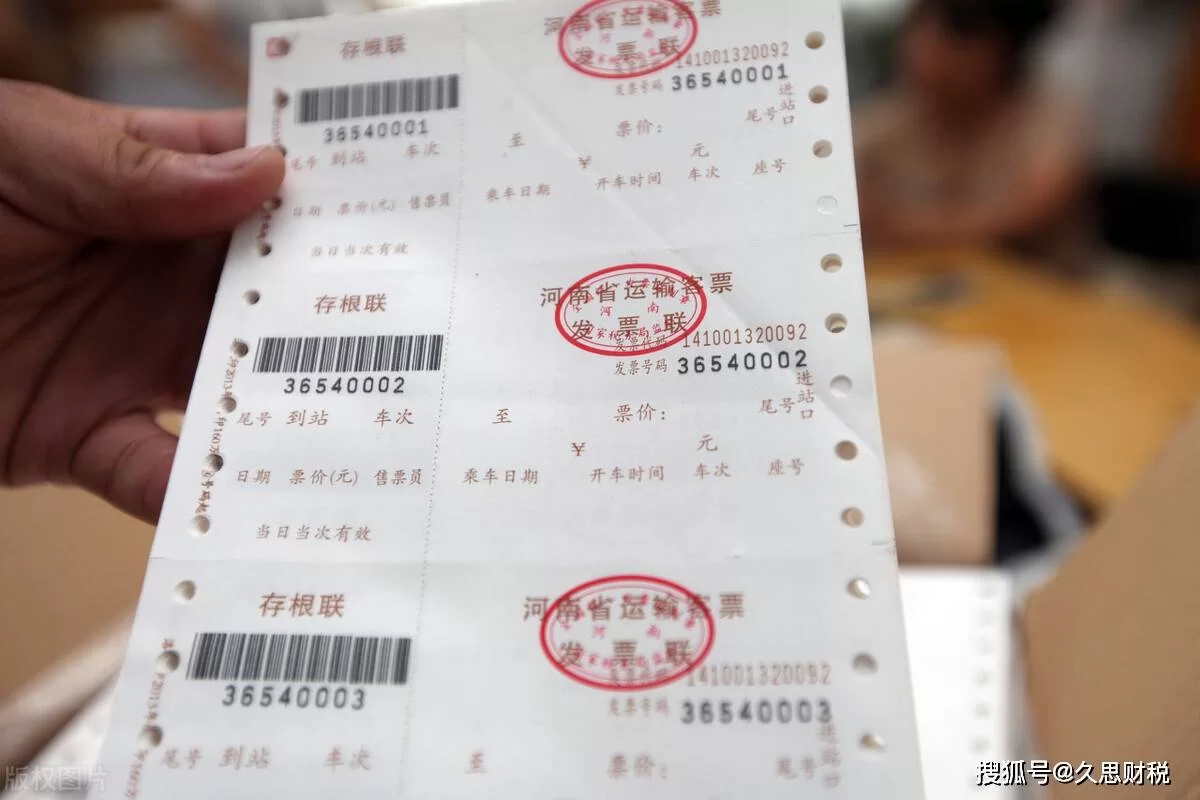 存根联
36540001
尾号 到站 车次
日期 票价(元) 售票员
当日当次有效
河南省运输客票
发票联
141001320092
发票号码 36540001
至 票价: 尾号 进站口
¥ 元
乘车日期 开车时间 车次 座号
存根联
36540002
尾号 到站 车次
日期 票价(元) 售票员
当日当次有效
河南省运输客票
发票联
发票代码 141001320092
发票号码 36540002
至 票价: 尾号 进站口
¥ 元
乘车日期 开车时间 车次 座号
存根联
36540003
尾号 到站 车次
河南省运输客票
发票联
141001320092
发票号码 36540003
至 票价: 尾号 进站口
版权图片
搜狐号@久思财税